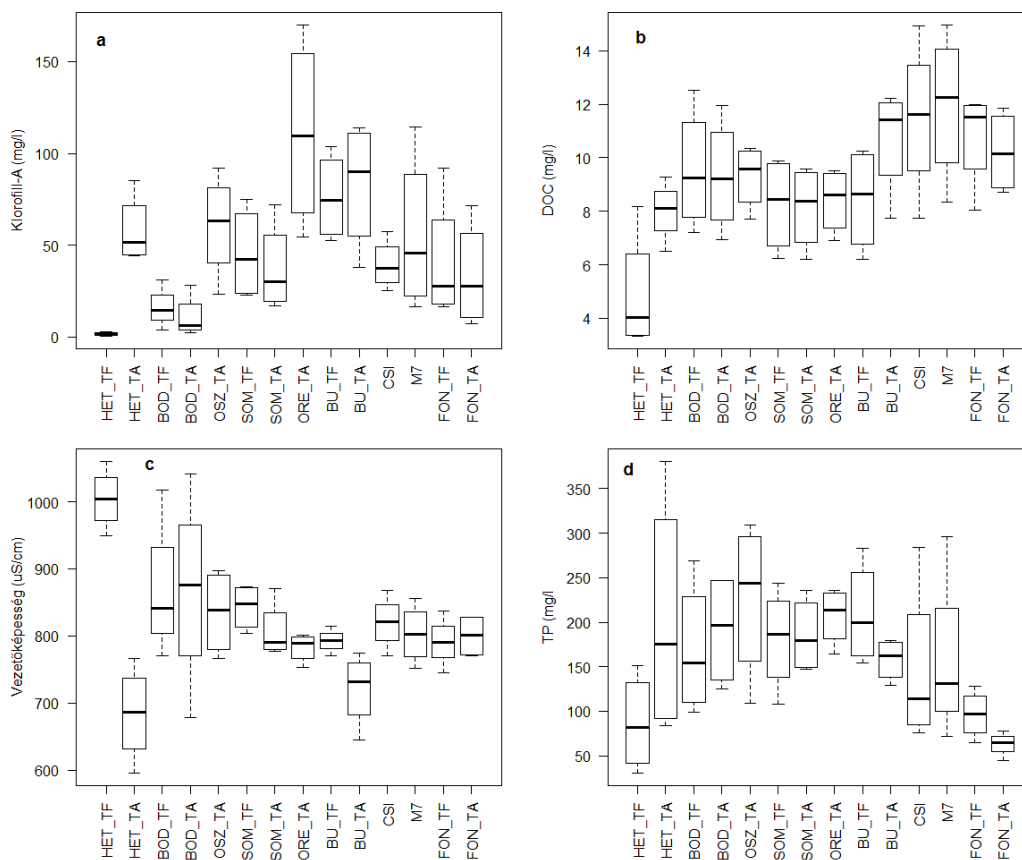 a
Klorofill-A (mg/l)
150
100
50
0
HET_TF
HET_TA
BOD_TF
BOD_TA
OSZ_TA
SOM_TF
SOM_TA
ORE_TA
BU_TF
BU_TA
CSI
M7
FON_TF
FON_TA
b
DOC (mg/l)
14
12
10
8
6
4
HET_TF
HET_TA
BOD_TF
BOD_TA
OSZ_TA
SOM_TF
SOM_TA
ORE_TA
BU_TF
BU_TA
CSI
M7
FON_TF
FON_TA
c
Vezetőképesség (uS/cm)
1000
900
800
700
600
HET_TF
HET_TA
BOD_TF
BOD_TA
OSZ_TA
SOM_TF
SOM_TA
ORE_TA
BU_TF
BU_TA
CSI
M7
FON_TF
FON_TA
d
TP (mg/l
350
300
250
200
150
100
50
HET_TF
HET_TA
BOD_TF
BOD_TA
OSZ_TA
SOM_TF
SOM_TA
ORE_TA
BU_TF
BU_TA
CSI
M7
FON_TF
FON_TA